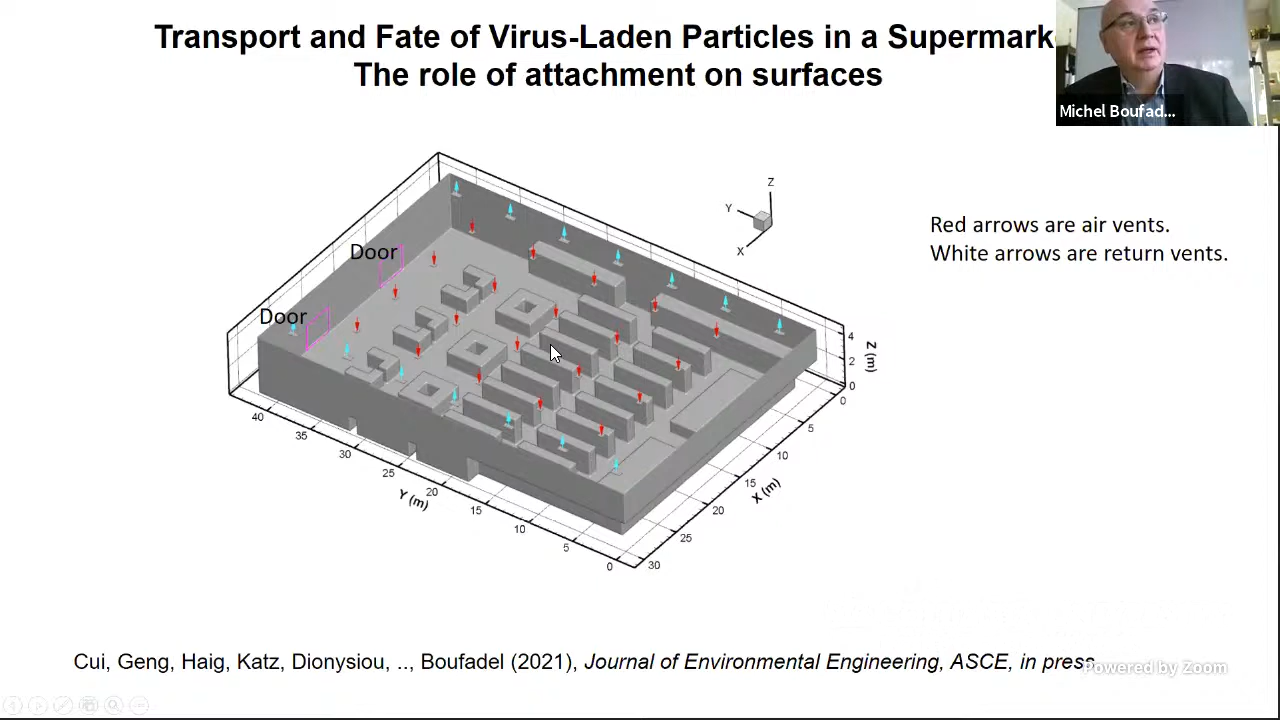 Transport and Fate of Virus-Laden Particles in a Supermark
The role of attachment on surfaces
Michel Boufad...
Red arrows are air vents.
White arrows are return vents.
Door
Door
Z
Y
X
4
2
0
Z (m)
0
5
10
15
20
25
30
X (m)
40
35
30
25
20
15
10
5
0
Y (m)
Cui, Geng, Haig, Katz, Dionysiou, .., Boufadel (2021), Journal of Environmental Engineering, ASCE, in press
Powered by Zoom